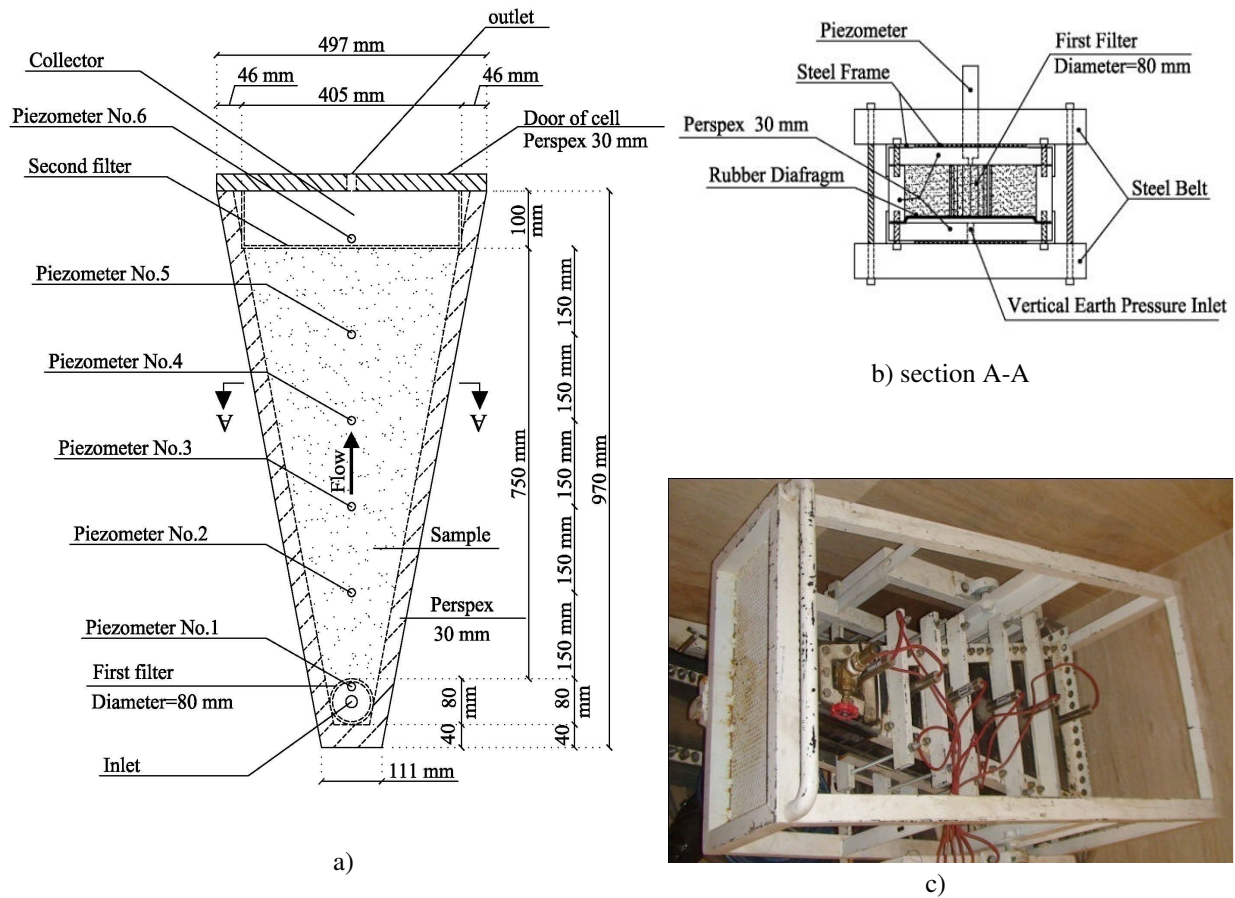 outlet
497 mm
Collector
46 mm
46 mm
405 mm
Piezometer No.6
Door of cell
Perspex 30 mm
Second filter
100
mm
Piezometer No.5
150 mm
Piezometer No.4
150 mm
A
A
Piezometer No.3
Flow
150 mm
750 mm
970 mm
Piezometer No.2
Sample
150 mm
Perspex
30 mm
Piezometer No.1
150 mm
First filter
Diameter=80 mm
80
mm
80
40
40
Inlet
111 mm
a)
Piezometer
First Filter
Diameter=80 mm
Steel Frame
Perspex 30 mm
Rubber Diafragm
Steel Belt
Vertical Earth Pressure Inlet
b) section A-A
c)